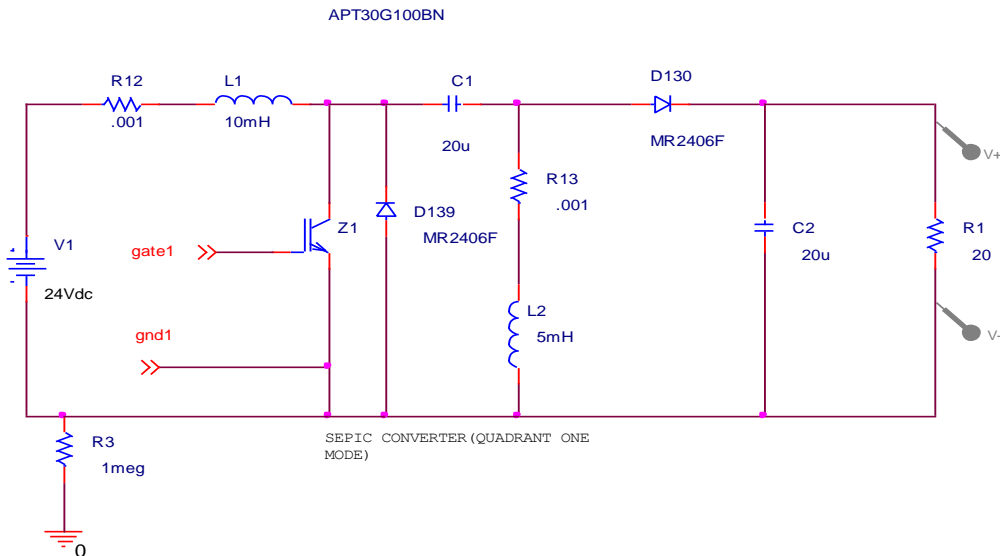 APT30G100BN
R12
L1
C1
D130
.001
10mH
20u
MR2406F
R13
.001
V1
24Vdc
gate1
Z1
D139
MR2406F
C2
20u
R1
20
V+
gnd1
L2
5mH
V-
R3
1meg
SEPIC CONVERTER(QUADRANT ONE
MODE)
0